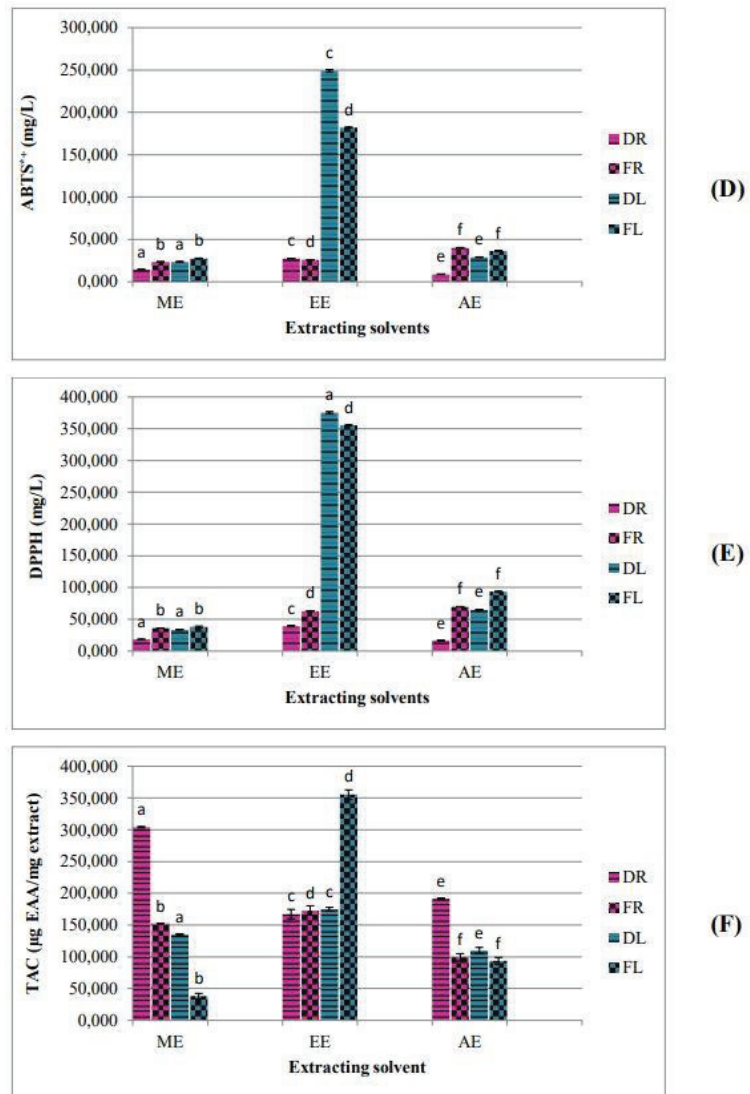 300,000
c
250,000
d
200,000
150,000
100,000
50,000
0,000
ABTS*+ (mg/L)
a b a b
c d
e f e f
ME EE AE
Extracting solvents
DR
FR
DL
FL
(D)
400,000
350,000
300,000
250,000
200,000
150,000
100,000
50,000
0,000
DPPH (mg/L)
a b a b
c d a d
e f e f
ME EE AE
Extracting solvents
DR
FR
DL
FL
(E)
400,000
350,000
300,000
250,000
200,000
150,000
100,000
50,000
0,000
TAC (µg EAA/mg extract)
a b a b
c d c d
e f e f
ME EE AE
Extracting solvent
DR
FR
DL
FL
(F)